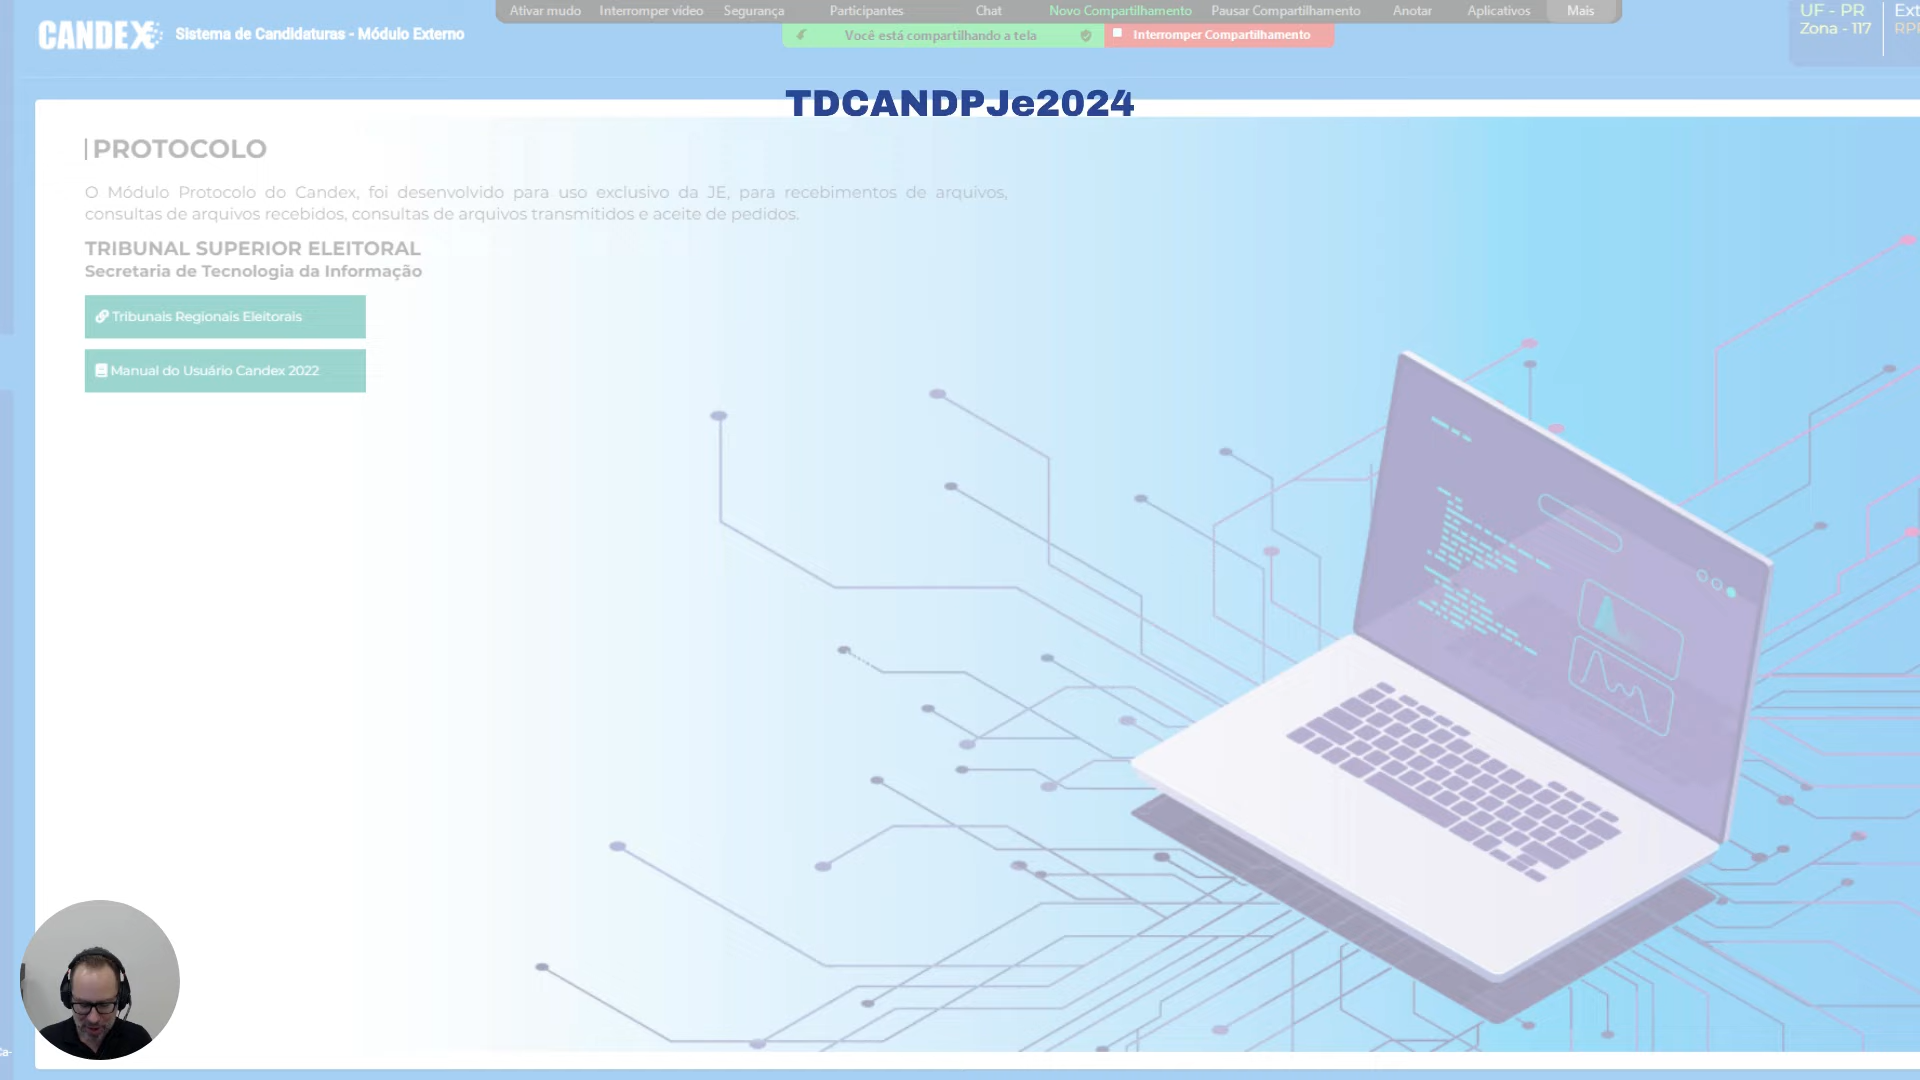 Ativar mudo Interromper vídeo Segurança Participantes Chat Novo Compartilhamento Pausar Compartilhamento Anotar Aplicativos Mais
CANDEX Sistema de Candidaturas - Módulo Externo
Você está compartilhando a tela Interromper Compartilhamento
UF - PR
Zona - 117
Ext
TDCANDPJe2024
PROTOCOLO
O Módulo Protocolo do Candex, foi desenvolvido para uso exclusivo da JE, para recebimentos de arquivos,
consultas de arquivos recebidos, consultas de arquivos transmitidos e aceite de pedidos.
TRIBUNAL SUPERIOR ELEITORAL
Secretaria de Tecnologia da Informação
Tribunais Regionais Eleitorais
Manual do Usuário Candex 2022